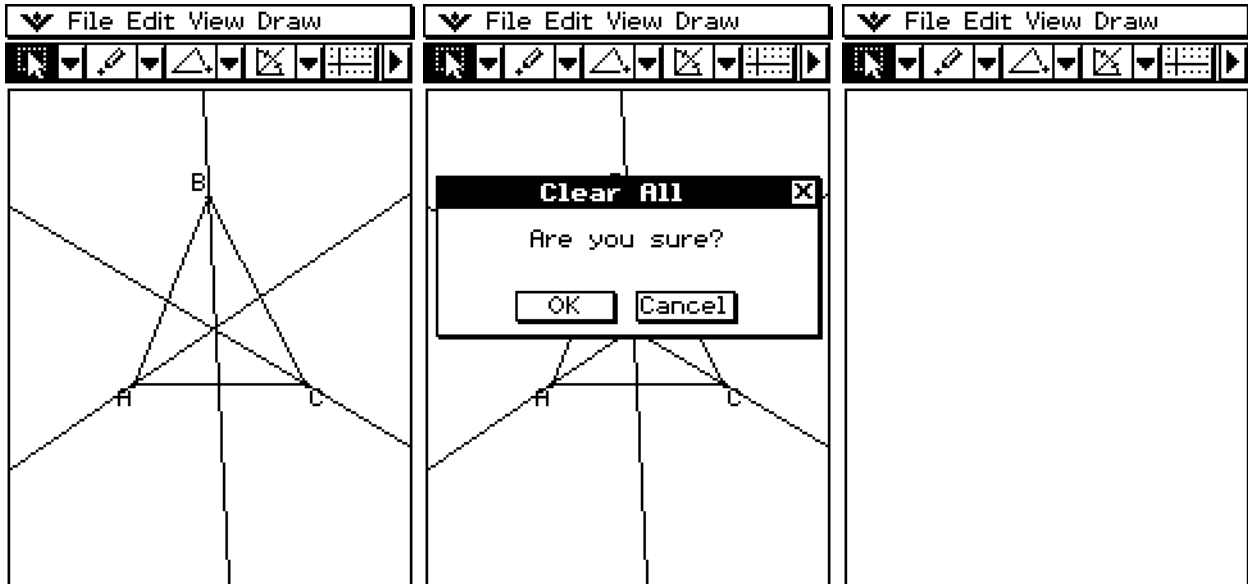 File Edit View Draw
B
A
C
File Edit View Draw
Clear All
Are you sure?
OK Cancel
A
C
File Edit View Draw